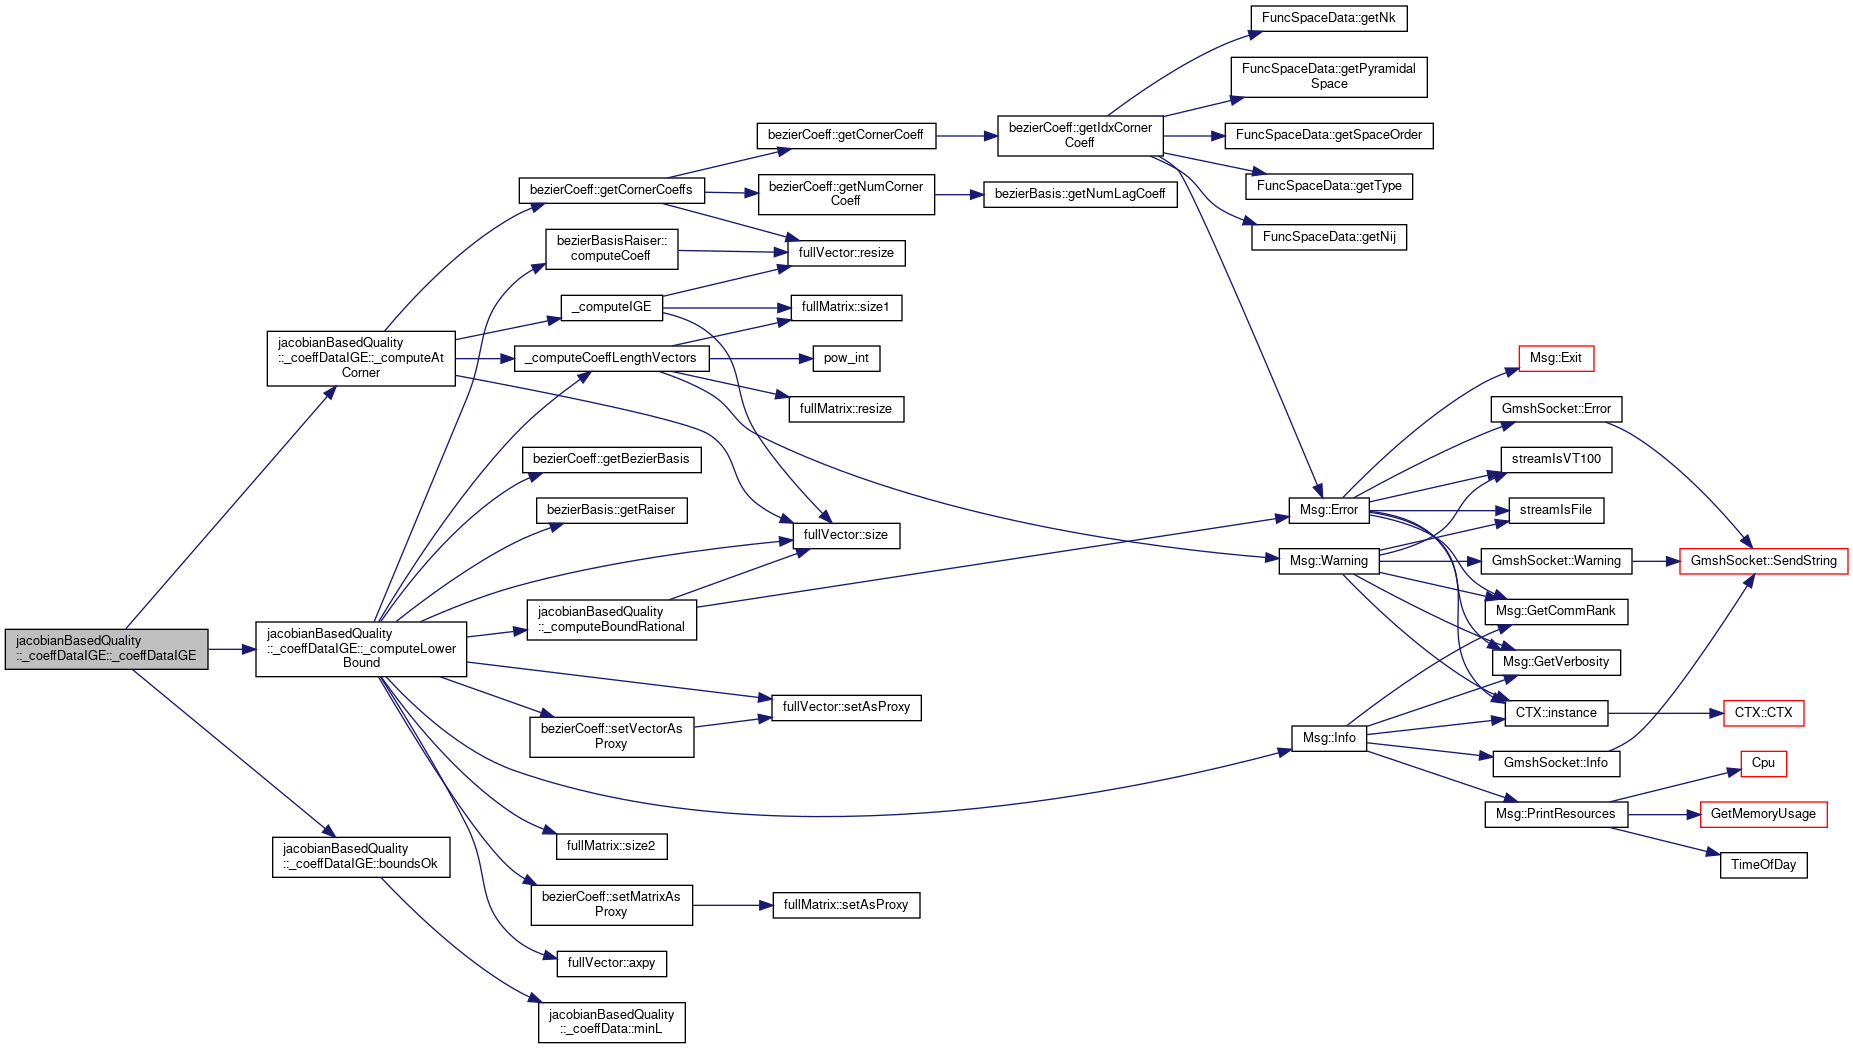 jacobianBasedQuality
::_coeffDataIGE::_coeffDataIGE
jacobianBasedQuality
::_coeffDataIGE::_computeAt
Corner
jacobianBasedQuality
::_coeffDataIGE::_computeLower
Bound
jacobianBasedQuality
::_coeffDataIGE::boundsOk
bezierCoeff::getCornerCoeffs
bezierBasisRaiser::
computeCoeff
_computeIGE
_computeCoeffLengthVectors
bezierCoeff::getBezierBasis
bezierBasis::getRaiser
jacobianBasedQuality
::_computeBoundRational
bezierCoeff::setVectorAs
Proxy
fullMatrix::size2
bezierCoeff::setMatrixAs
Proxy
fullVector::axpy
jacobianBasedQuality
::_coeffData::minL
bezierCoeff::getCornerCoeff
bezierCoeff::getNumCorner
Coeff
fullVector::resize
fullMatrix::size1
pow_int
fullMatrix::resize
fullVector::size
fullVector::setAsProxy
fullMatrix::setAsProxy
bezierCoeff::getIdxCorner
Coeff
bezierBasis::getNumLagCoeff
FuncSpaceData::getNk
FuncSpaceData::getPyramidal
Space
FuncSpaceData::getSpaceOrder
FuncSpaceData::getType
FuncSpaceData::getNij
Msg::Error
Msg::Warning
Msg::Info
Msg::Exit
GmshSocket::Error
streamIsVT100
streamIsFile
GmshSocket::Warning
Msg::GetCommRank
Msg::GetVerbosity
CTX::instance
GmshSocket::Info
Msg::PrintResources
GmshSocket::SendString
CTX::CTX
Cpu
GetMemoryUsage
TimeOfDay